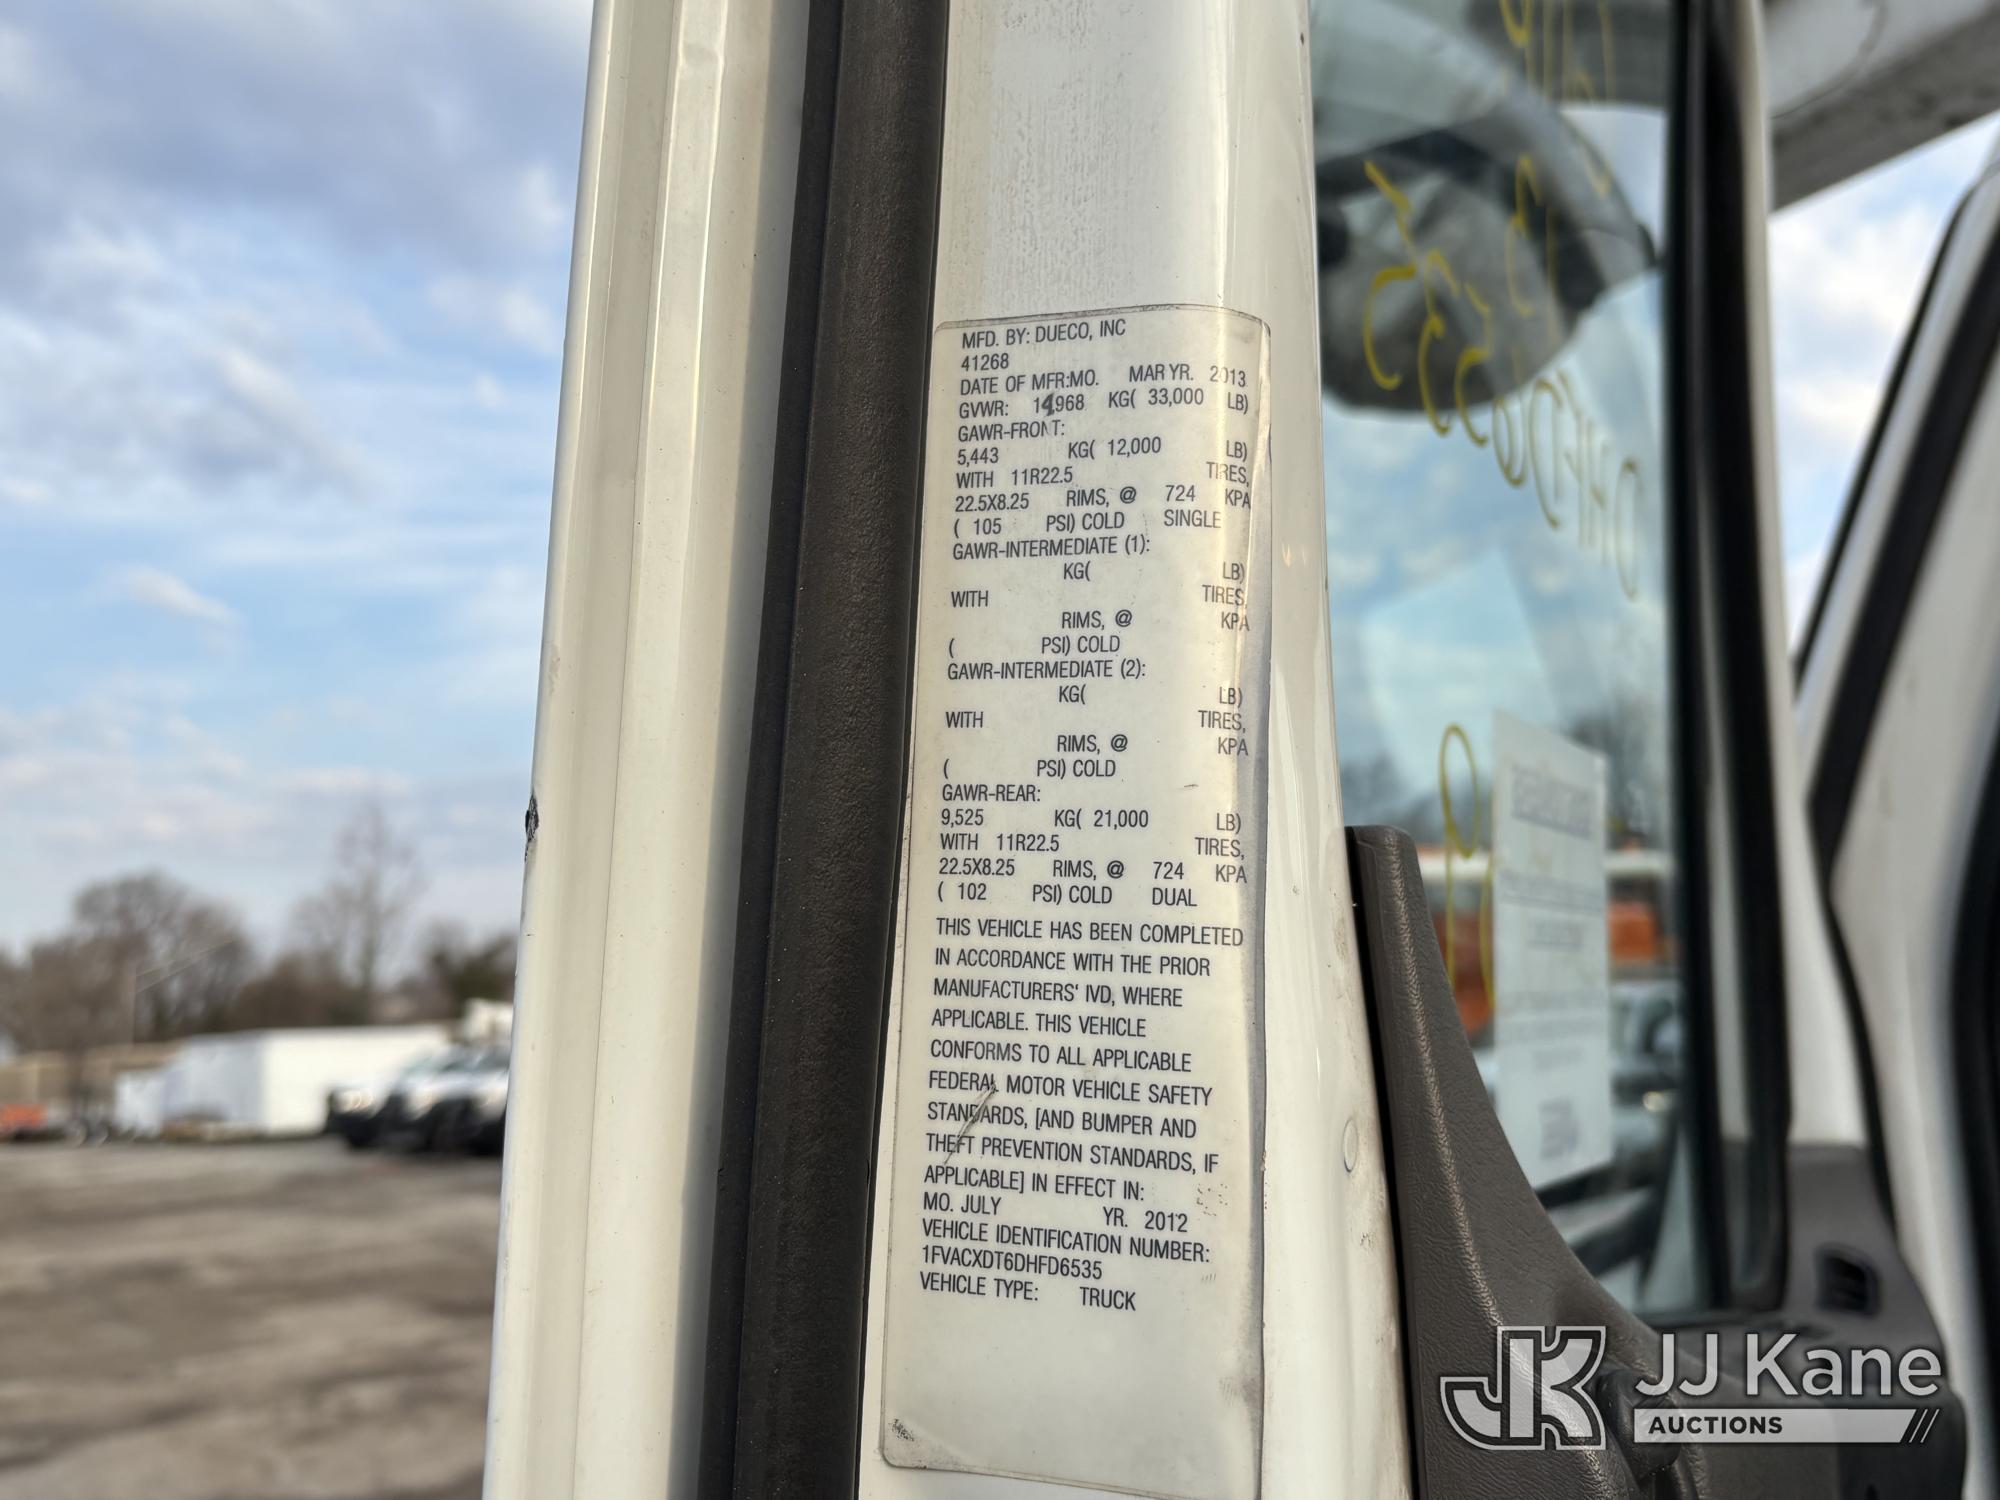 MFD. BY: DUECO, INC
41268
DATE OF MFR:MO. MAR YR. 2013
GVWR: 14,968 KG( 33,000 LB)
GAWR-FRONT:
5,443 KG( 12,000 LB)
WITH 11R22.5 TIRES,
22.5X8.25 RIMS, @ 724 KPA
( 105 PSI) COLD SINGLE
GAWR-INTERMEDIATE (1):
KG( LB)
WITH TIRES,
RIMS, @ KPA
( PSI) COLD
GAWR-INTERMEDIATE (2):
KG( LB)
WITH TIRES,
RIMS, @ KPA
( PSI) COLD
GAWR-REAR:
9,525 KG( 21,000 LB)
WITH 11R22.5 TIRES,
22.5X8.25 RIMS, @ 724 KPA
( 102 PSI) COLD DUAL
THIS VEHICLE HAS BEEN COMPLETED
IN ACCORDANCE WITH THE PRIOR
MANUFACTURERS' IVD, WHERE
APPLICABLE. THIS VEHICLE
CONFORMS TO ALL APPLICABLE
FEDERAL MOTOR VEHICLE SAFETY
STANDARDS, [AND BUMPER AND
THEFT PREVENTION STANDARDS, IF
APPLICABLE] IN EFFECT IN:
MO. JULY YR. 2012
VEHICLE IDENTIFICATION NUMBER:
1FVACXDT6DHFD6535
VEHICLE TYPE: TRUCK
JK JJ Kane
AUCTIONS